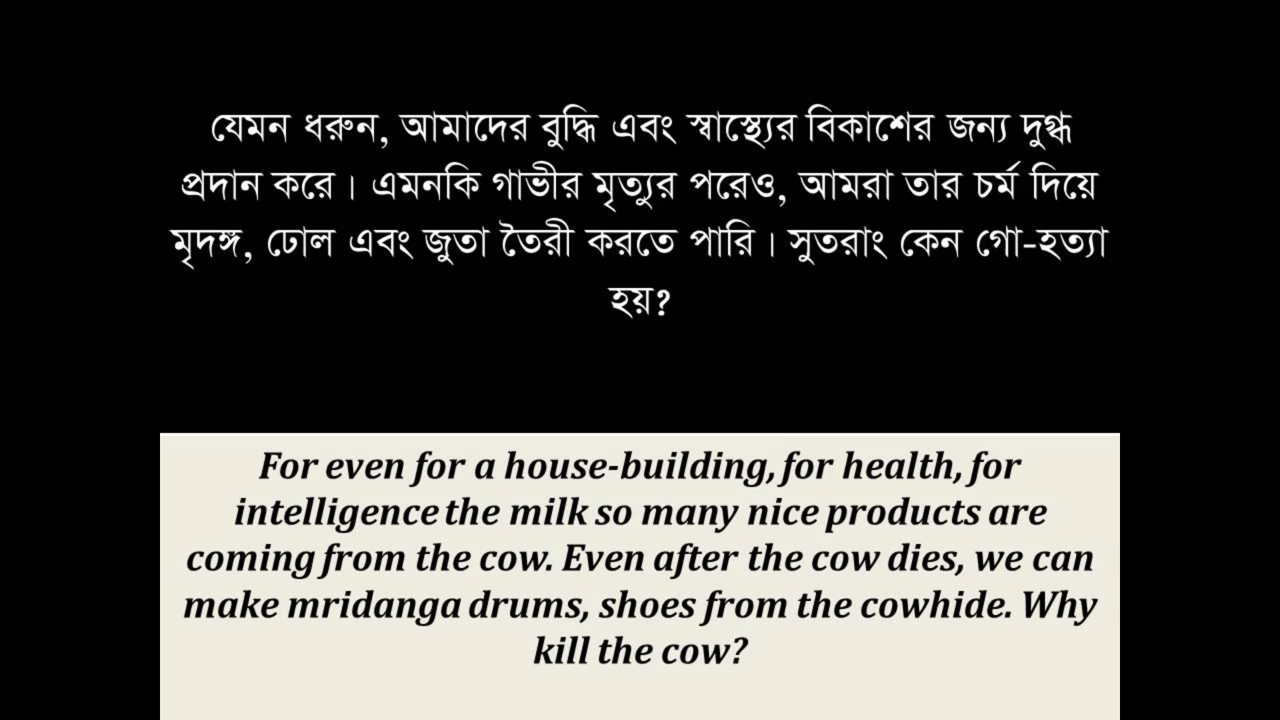 যেমন ধরুন, আমাদের বুদ্ধি এবং স্বাস্থ্যের বিকাশের জন্য দুগ্ধ
প্রদান করে। এমনকি গাভীর মৃত্যুর পরেও, আমরা তার চর্ম দিয়ে
মৃদঙ্গ, ঢোল এবং জুতা তৈরী করতে পারি। সুতরাং কেন গো-হত্যা
হয়?
For even for a house-building, for health, for
intelligence the milk so many nice products are
coming from the cow. Even after the cow dies, we can
make mridanga drums, shoes from the cowhide. Why
kill the cow?